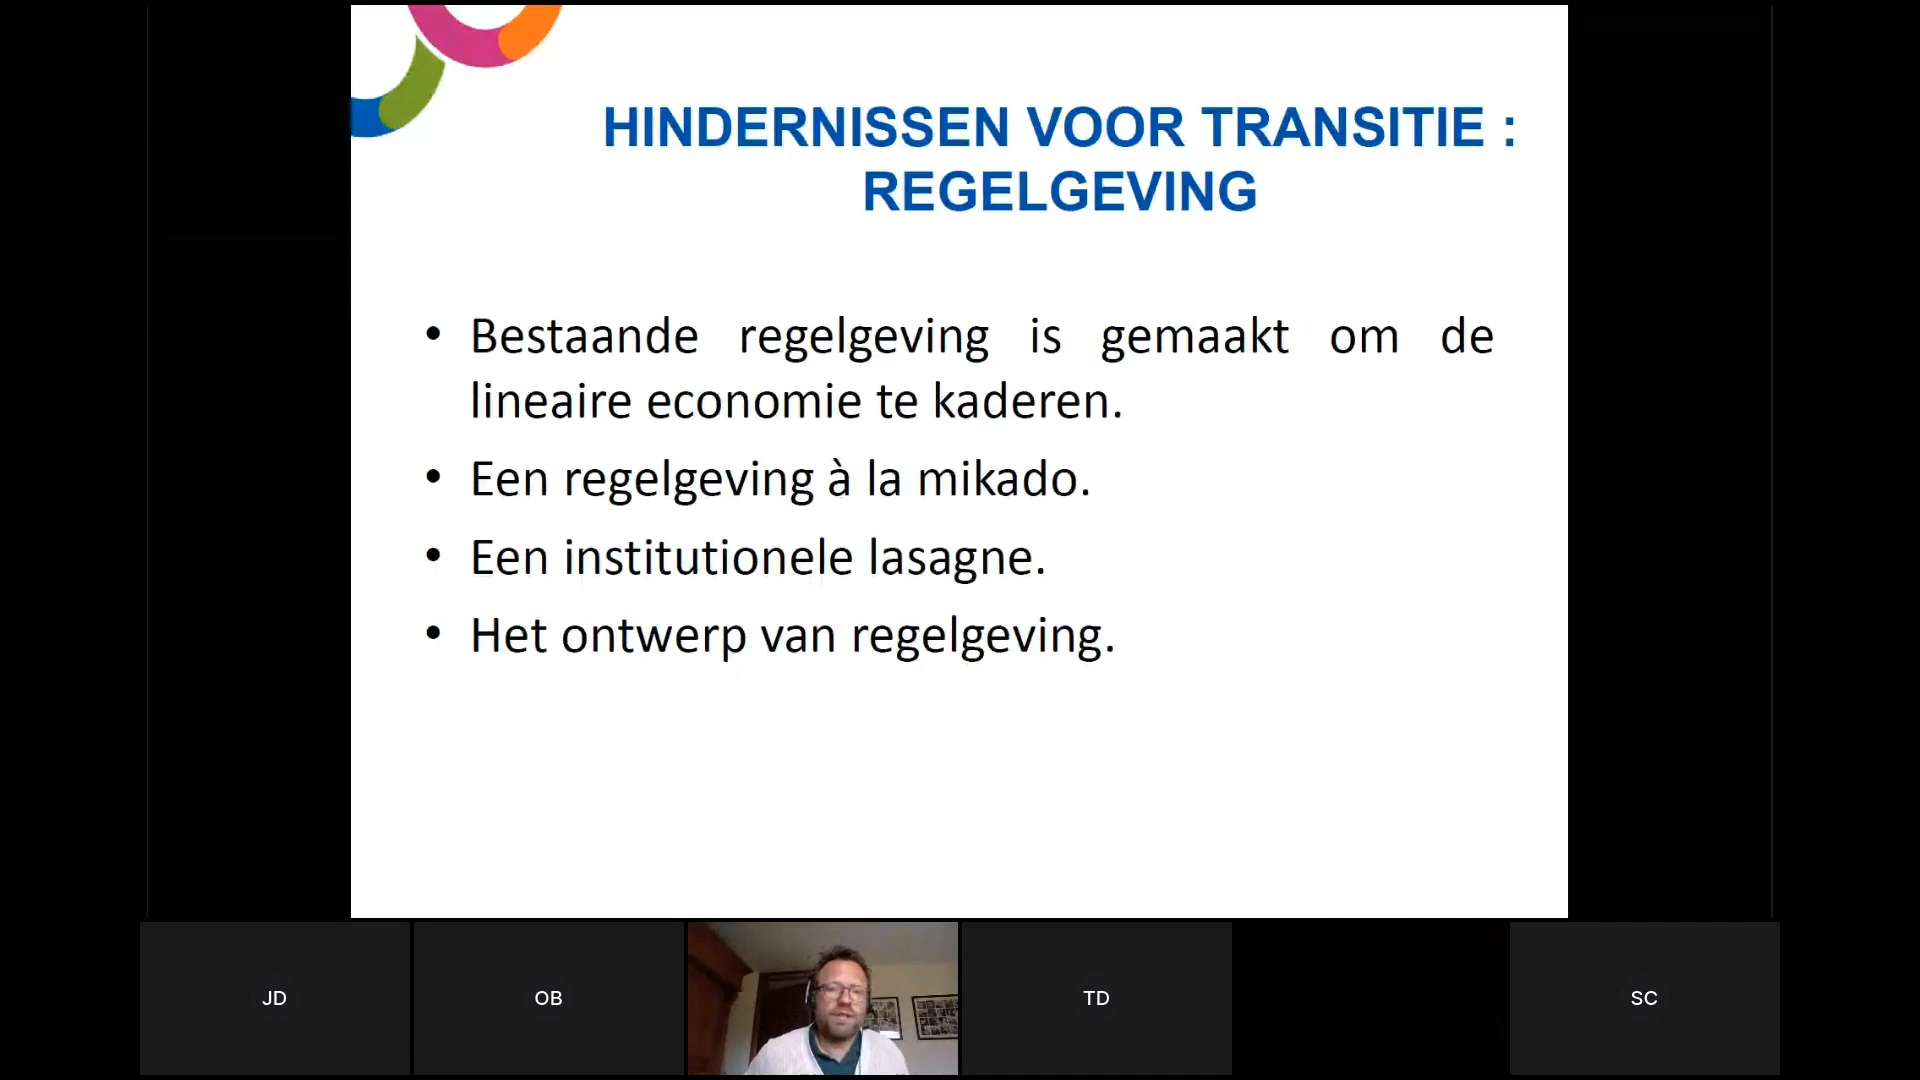 HINDERNISSEN VOOR TRANSITIE :
REGELGEVING
• Bestaande regelgeving is gemaakt om de
lineaire economie te kaderen.
• Een regelgeving à la mikado.
• Een institutionele lasagne.
• Het ontwerp van regelgeving.
JD
OB
TD
SC